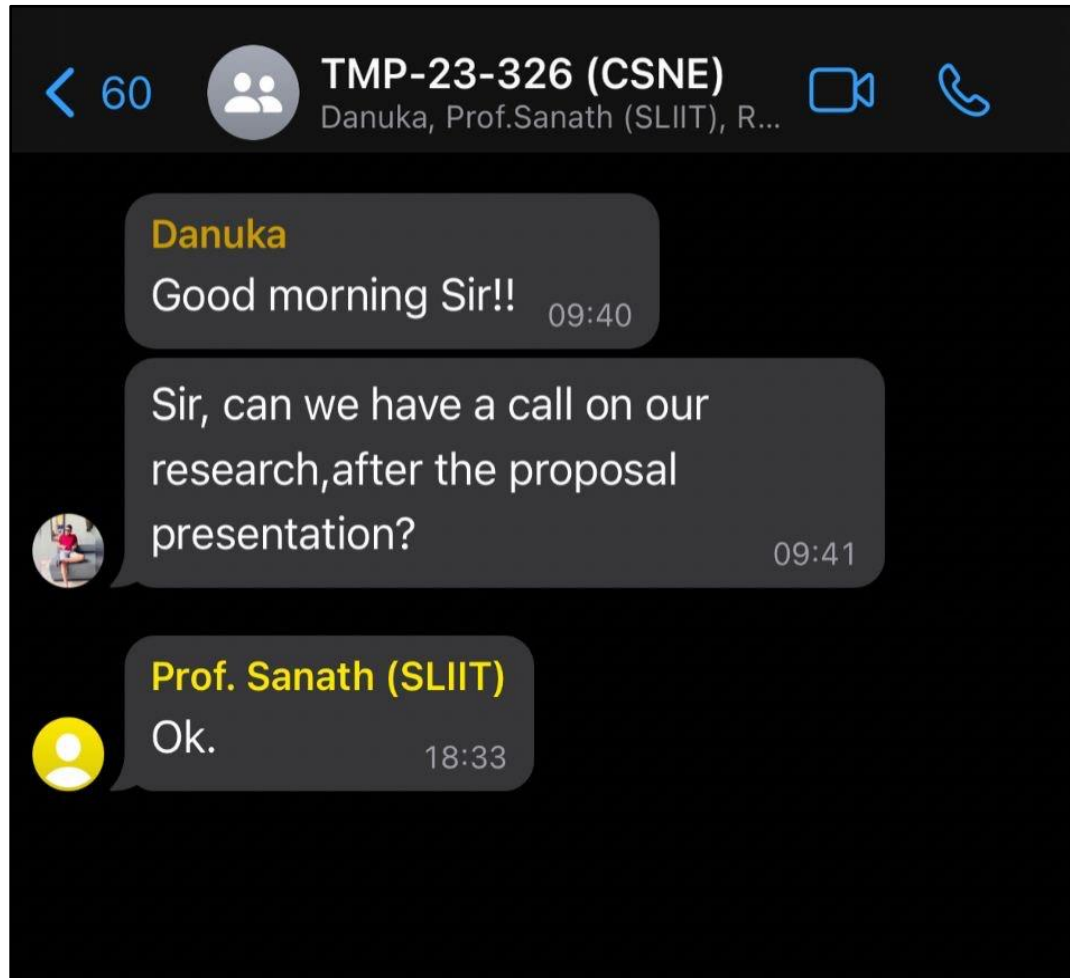 60
TMP-23-326 (CSNE)
Danuka, Prof.Sanath (SLIIT), R...
Danuka
Good morning Sir!! 09:40
Sir, can we have a call on our
research,after the proposal
presentation? 09:41
Prof. Sanath (SLIIT)
Ok. 18:33